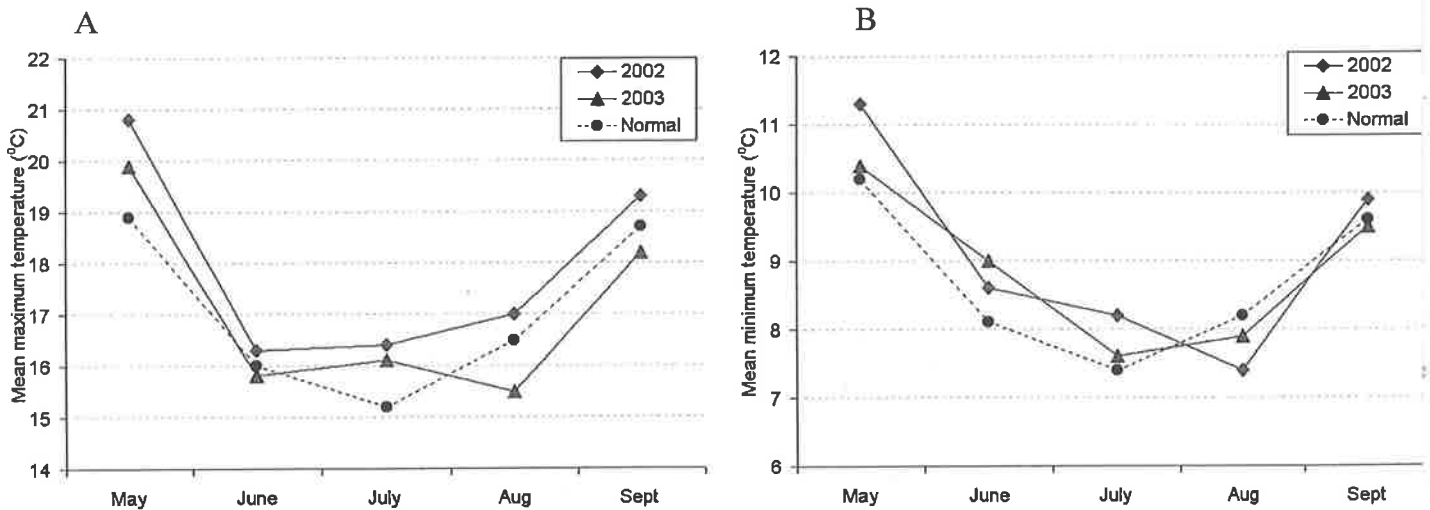 A
Mean maximum temperature (⁰C)
22
21
20
19
18
17
16
15
14
May June July Aug Sept
2002
2003
Normal
B
Mean minimum temperature (⁰C)
12
11
10
9
8
7
6
May June July Aug Sept
2002
2003
Normal